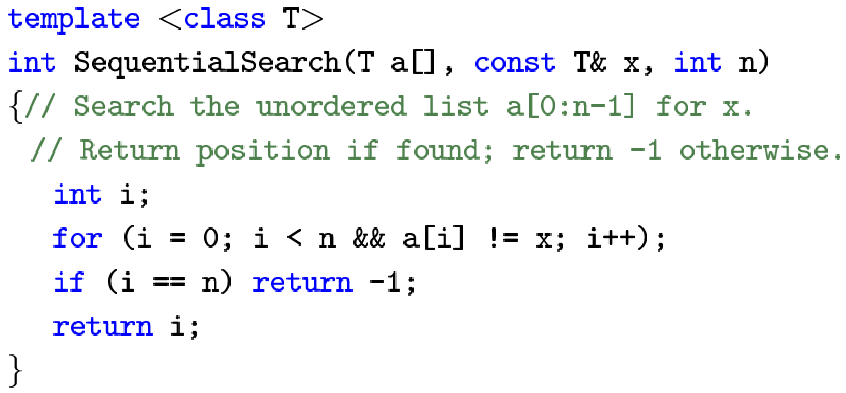 template <class T>
int SequentialSearch(T a[], const T& x, int n)
{// Search the unordered list a[0:n-1] for x.
 // Return position if found; return -1 otherwise.
   int i;
   for (i = 0; i < n && a[i] != x; i++);
   if (i == n) return -1;
   return i;
}